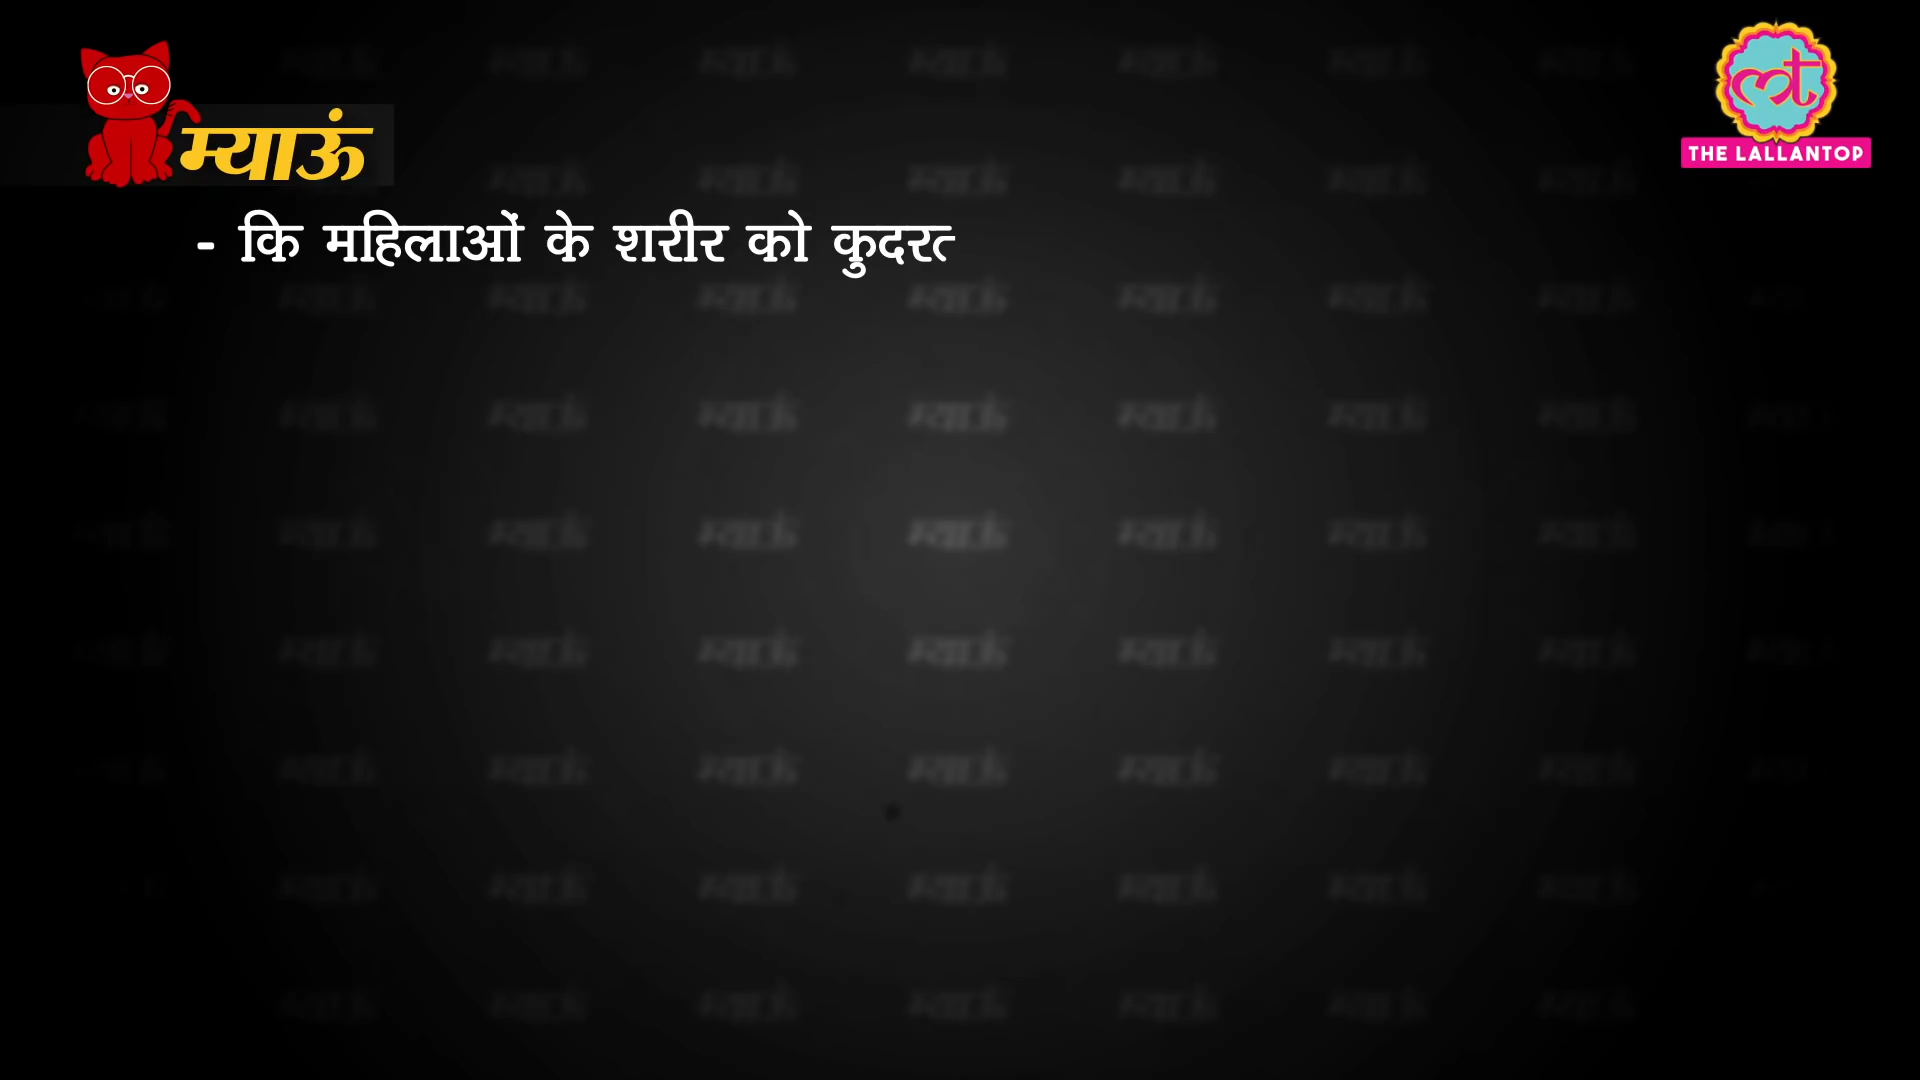 म्याऊं
THE LALLANTOP
- कि महिलाओं के शरीर को कुदरत